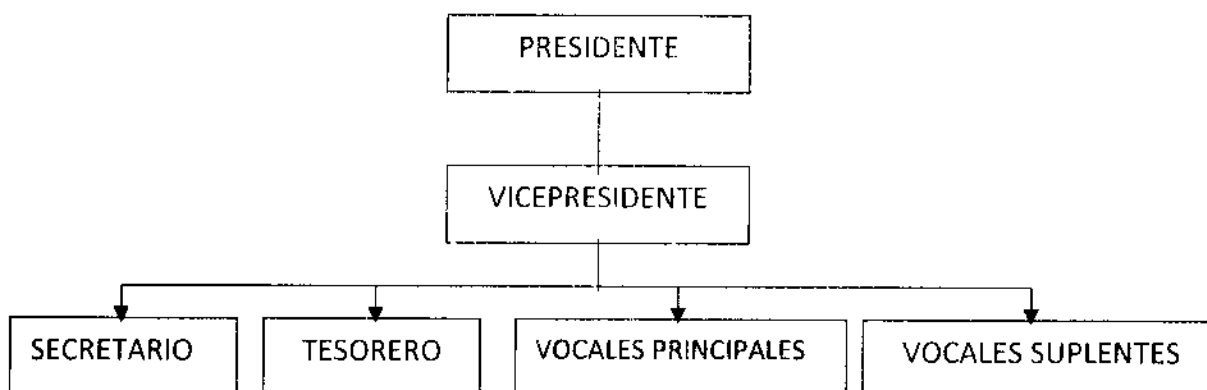 PRESIDENTE
VICEPRESIDENTE
SECRETARIO
TESORERO
VOCALES PRINCIPALES
VOCALES SUPLENTES